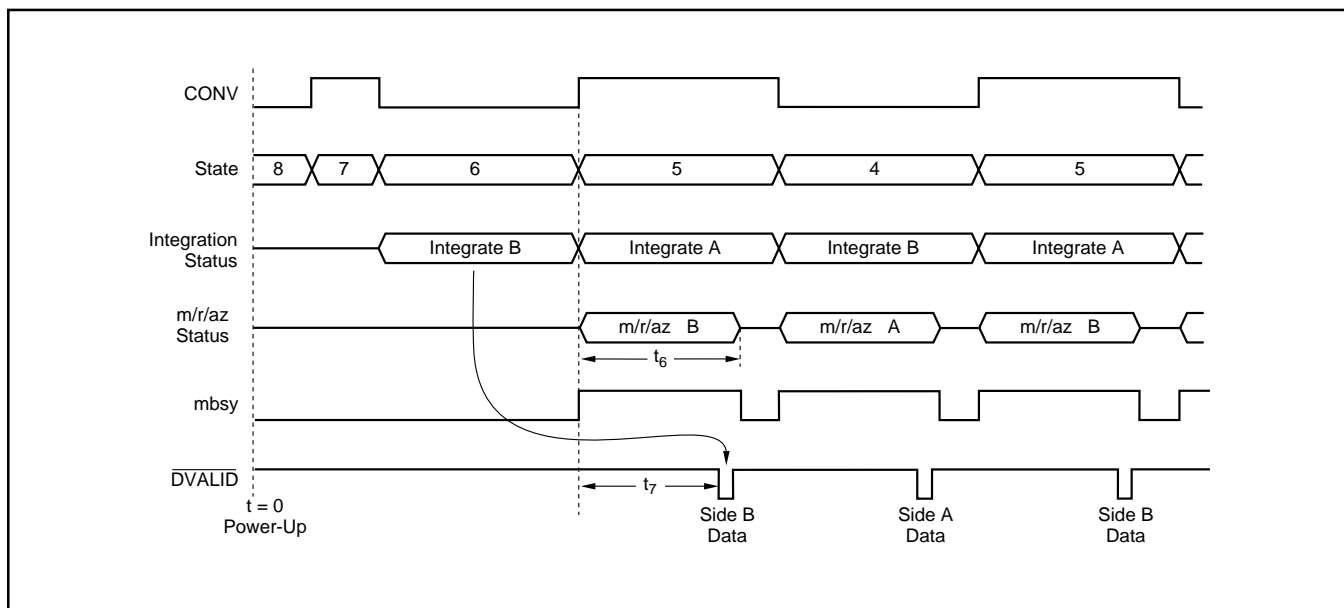 CONV
State
8 7 6 5 4 5
Integration
Status
Integrate B Integrate A Integrate B Integrate A
m/r/az
Status
m/r/az B m/r/az A m/r/az B
t6
mbsy
DVALID
t7
t = 0
Power-Up
Side B
Data
Side A
Data
Side B
Data